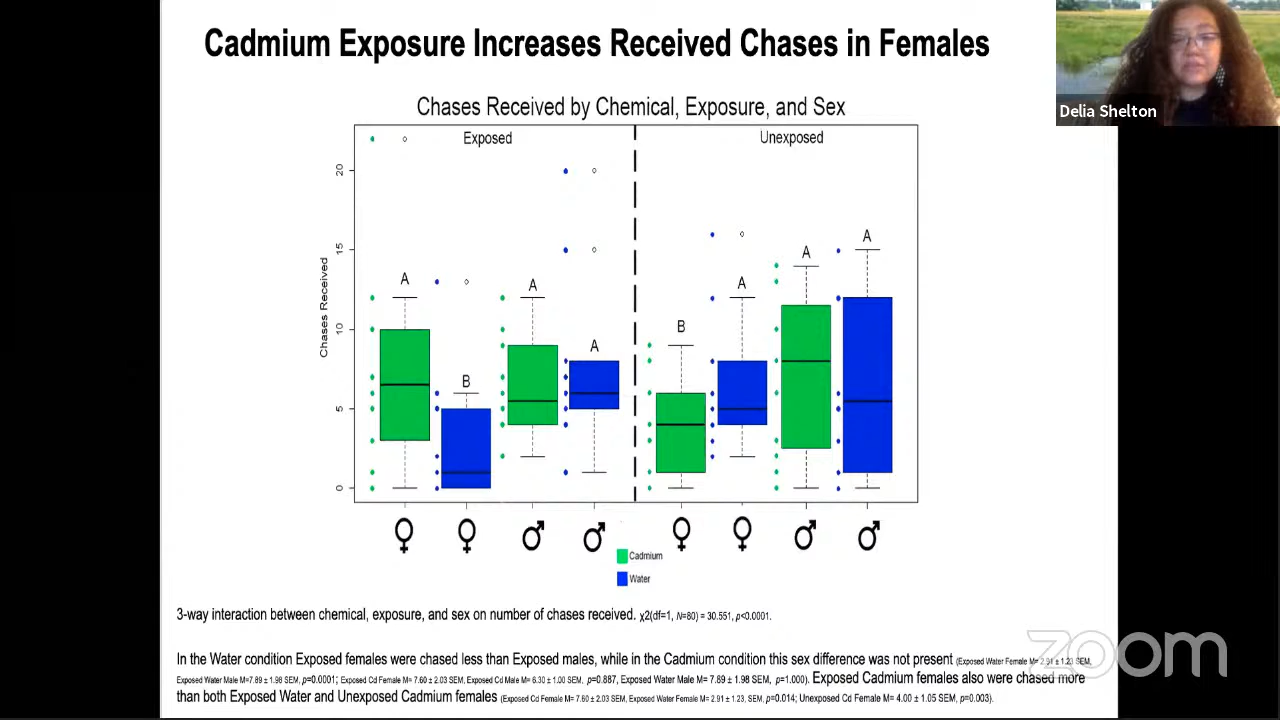 Cadmium Exposure Increases Received Chases in Females
Delia Shelton
Chases Received by Chemical, Exposure, and Sex
Exposed
Unexposed
Chases Received
20
15
10
5
0
A
B
A
A
B
A
A
A
♀ ♀ ♂ ♂ ♀ ♀ ♂ ♂
Cadmium
Water
3-way interaction between chemical, exposure, and sex on number of chases received. χ2(df=1, N=80) = 30.551, p<0.0001.
In the Water condition Exposed females were chased less than Exposed males, while in the Cadmium condition this sex difference was not present (Exposed Water Female M= 2.91 ± 1.23 SEM,
Exposed Water Male M=7.89 ± 1.98 SEM, p=0.0001; Exposed Cd Female M= 7.60 ± 2.03 SEM, Exposed Cd Male M= 6.30 ± 1.00 SEM, p=0.887, Exposed Water Male M= 7.89 ± 1.98 SEM, p=1.000). Exposed Cadmium females also were chased more
than both Exposed Water and Unexposed Cadmium females (Exposed Cd Female M= 7.60 ± 2.03 SEM, Exposed Water Female M= 2.91 ± 1.23, SEM, p=0.014; Unexposed Cd Female M= 4.00 ± 1.05 SEM, p=0.003).
zoom